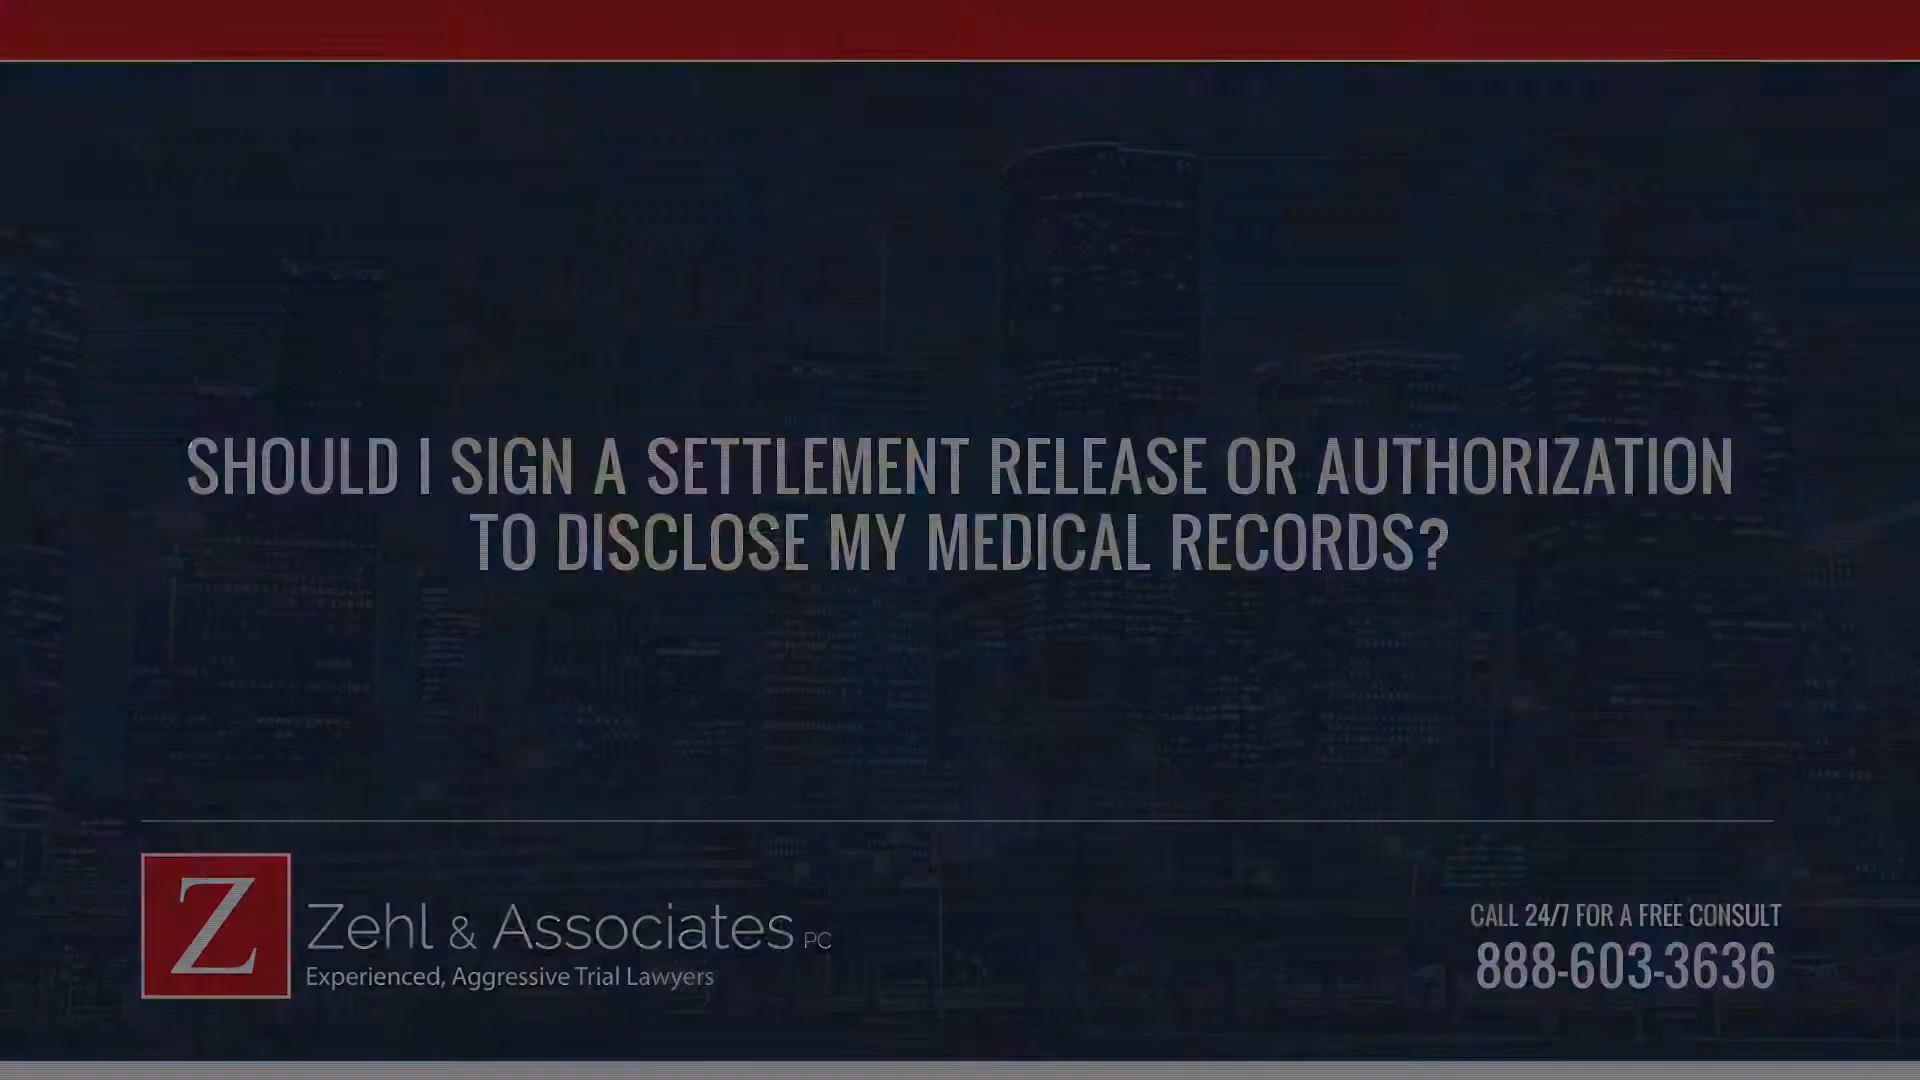 SHOULD I SIGN A SETTLEMENT RELEASE OR AUTHORIZATION
TO DISCLOSE MY MEDICAL RECORDS?
Z
Zehl & Associates PC
Experienced, Aggressive Trial Lawyers
CALL 24/7 FOR A FREE CONSULT
888-603-3636